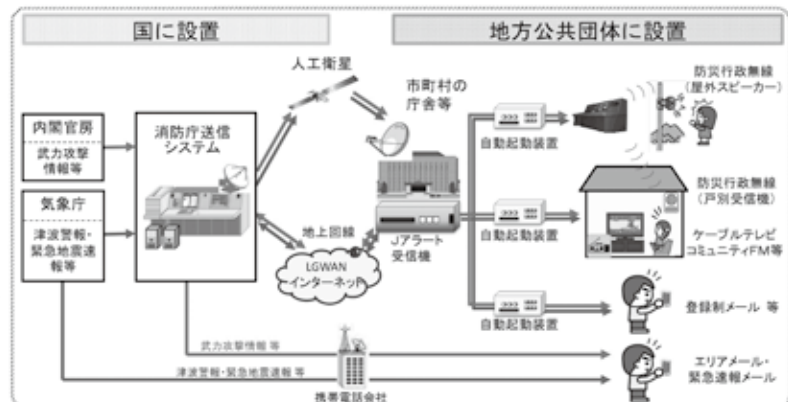 国に設置
地方公共団体に設置
人工衛星
市町村の
庁舎等
防災行政無線
(屋外スピーカー)
内閣官房
武力攻撃
情報等
消防庁送信
システム
自動起動装置
気象庁
津波警報・
緊急地震速
報等
地上回線
LGWAN
インターネット
Jアラート
受信機
自動起動装置
防災行政無線
(戸別受信機)
ケーブルテレビ
コミュニティFM等
自動起動装置
登録制メール 等
武力攻撃情報 等
津波警報・緊急地震速報 等
携帯電話会社
エリアメール・
緊急速報メール